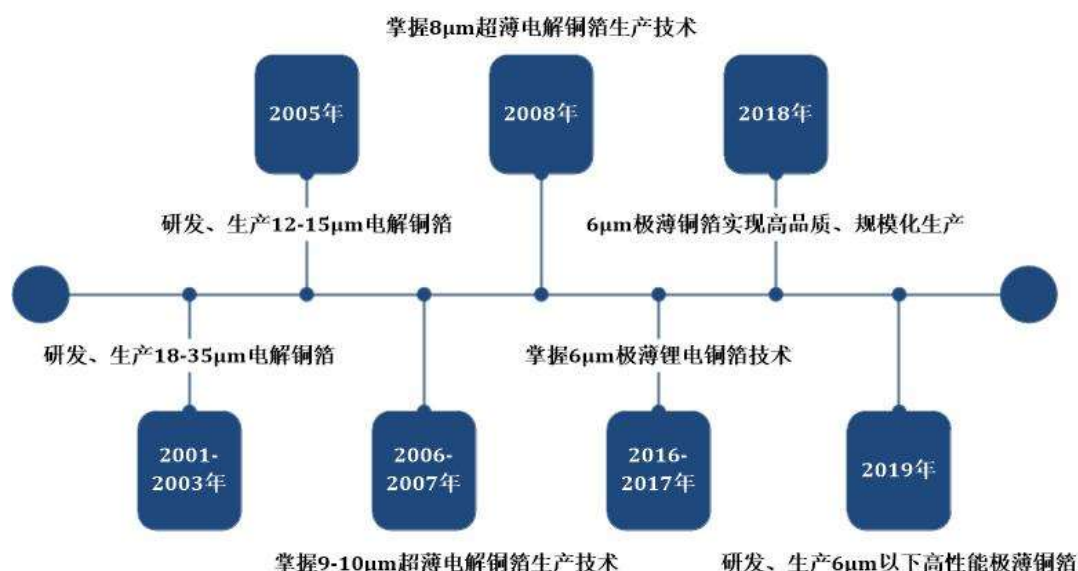 掌握8μm超薄电解铜箔生产技术
2005年
2008年
2018年
研发、生产12-15μm电解铜箔
6μm极薄铜箔实现高品质、规模化生产
研发、生产18-35μm电解铜箔
掌握6μm极薄锂电铜箔技术
2001-
2003年
2006-
2007年
2016-
2017年
2019年
掌握9-10μm超薄电解铜箔生产技术
研发、生产6μm以下高性能极薄铜箔